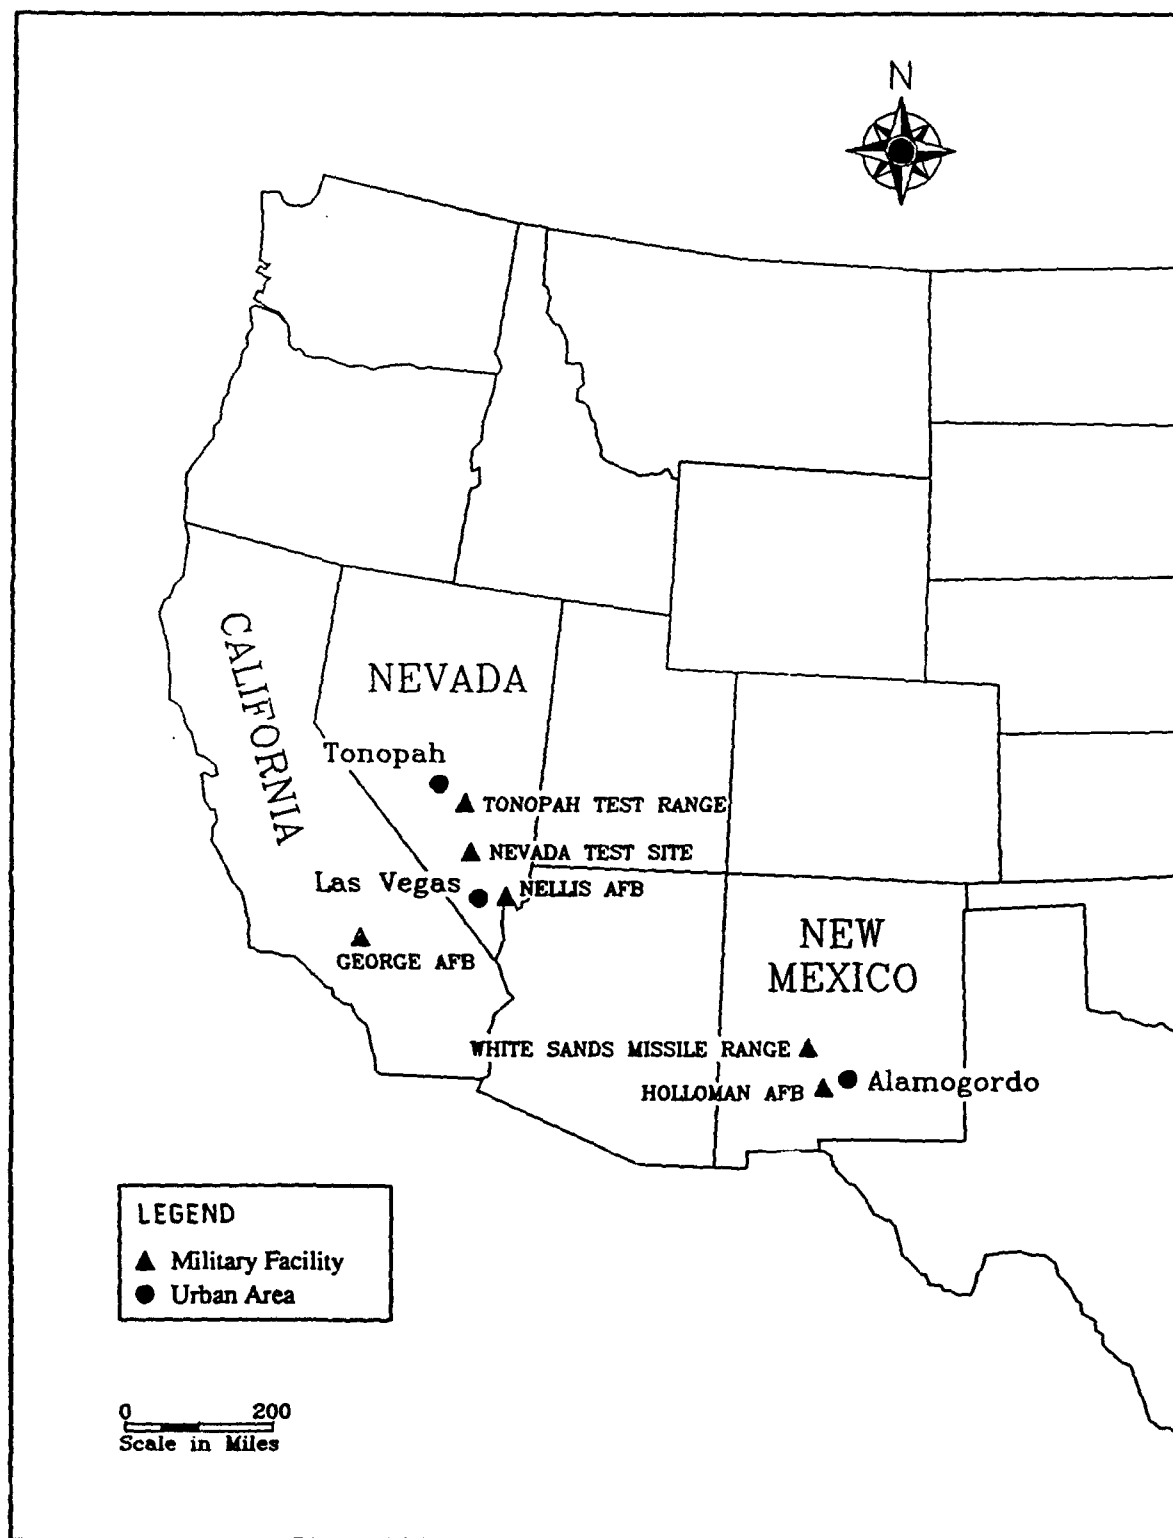 N
CALIFORNIA
NEVADA
Tonopah
TONOPAH TEST RANGE
NEVADA TEST SITE
Las Vegas
NELLIS AFB
GEORGE AFB
NEW
MEXICO
WHITE SANDS MISSILE RANGE
HOLLOMAN AFB
Alamogordo
LEGEND
Military Facility
Urban Area
0 200
Scale in Miles